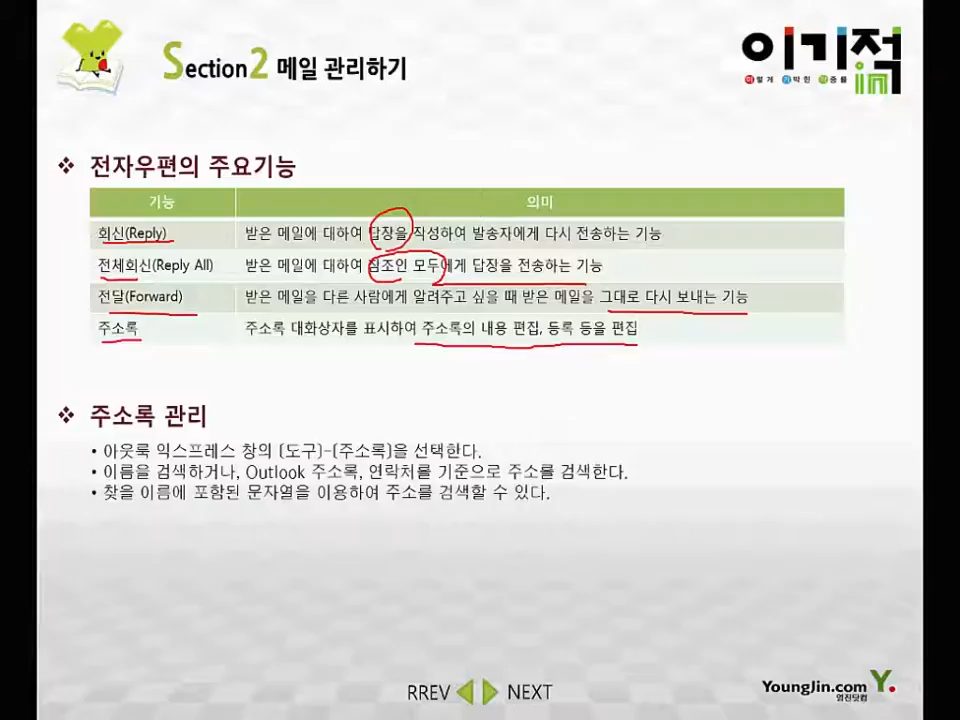 Section2 메일 관리하기
이기적in
이렇게 기막힌 적중률
❖ 전자우편의 주요기능
기능 의미
회신(Reply) 받은 메일에 대하여 답장을 작성하여 발송자에게 다시 전송하는 기능
전체회신(Reply All) 받은 메일에 대하여 참조인 모두에게 답장을 전송하는 기능
전달(Forward) 받은 메일을 다른 사람에게 알려주고 싶을 때 받은 메일을 그대로 다시 보내는 기능
주소록 주소록 대화상자를 표시하여 주소록의 내용 편집, 등록 등을 편집
❖ 주소록 관리
• 아웃룩 익스프레스 창의 [도구]-[주소록]을 선택한다.
• 이름을 검색하거나, Outlook 주소록, 연락처를 기준으로 주소를 검색한다.
• 찾을 이름에 포함된 문자열을 이용하여 주소를 검색할 수 있다.
RREV NEXT
YoungJin.com Y.
영진닷컴